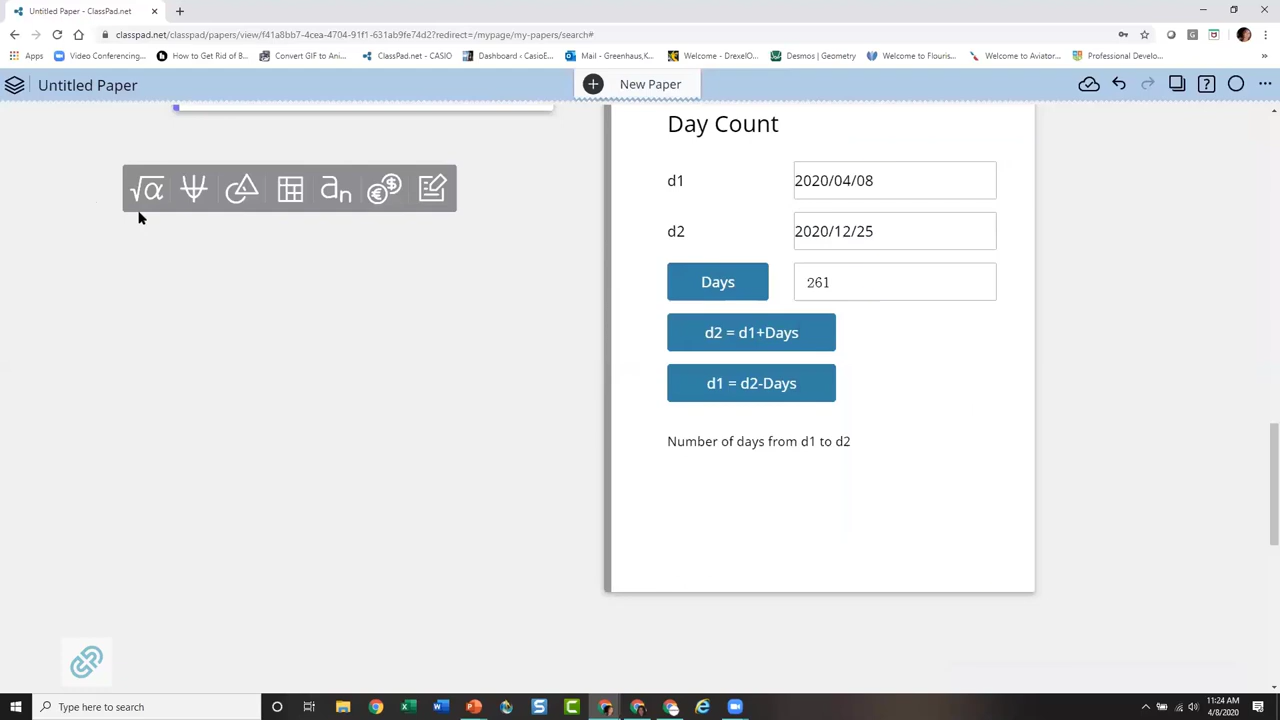 Untitled Paper - ClassPad.net
classpad.net/classpad/papers/view/f41a8bb7-4cea-4704-91f1-631ab9fe74d2?redirect=/mypage/my-papers/search#
Apps
Video Conferencing...
How to Get Rid of 8...
Convert GIF to Ani...
ClassPad.net - CASIO
Dashboard ‹ CasioE...
Mail - Greenhaus,K...
Welcome - DrexelO...
Desmos | Geometry
Welcome to Flouris...
Welcome to Aviator...
Professional Develo...
Untitled Paper
New Paper
Day Count
√α
an
€ $
d1 2020/04/08
d2 2020/12/25
Days 261
d2 = d1+Days
d1 = d2-Days
Number of days from d1 to d2
Type here to search
11:24 AM
4/8/2020